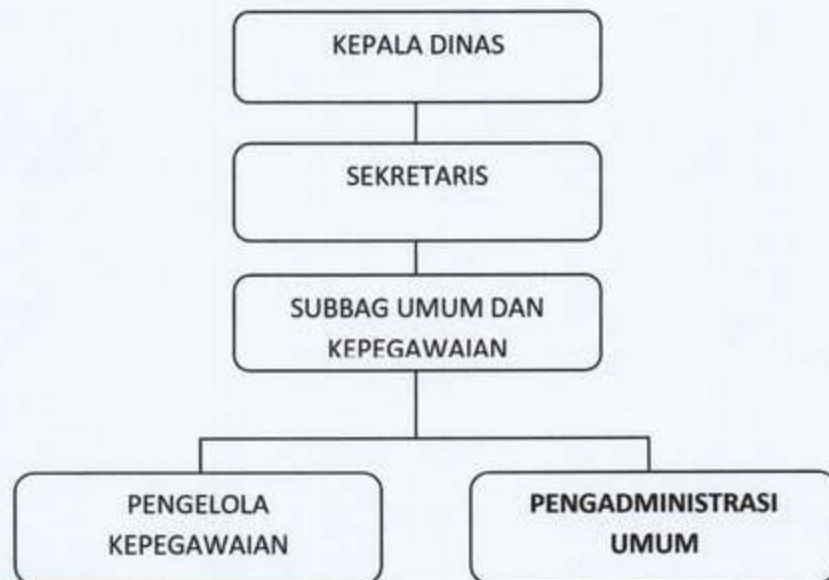 KEPALA DINAS
SEKRETARIS
SUBBAG UMUM DAN
KEPEGAWAIAN
PENGELOLA
KEPEGAWAIAN
PENGADMINISTRASI
UMUM